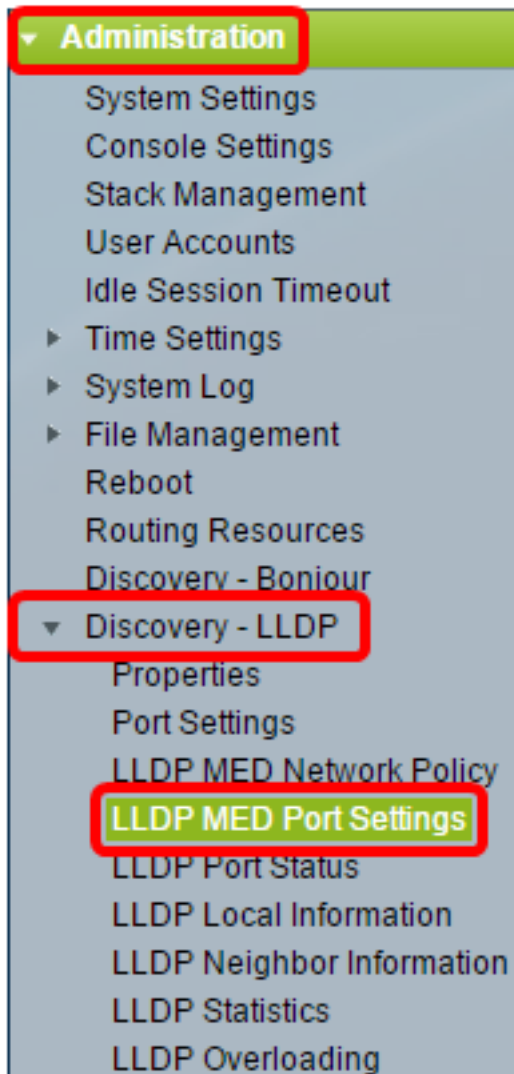 Administration
System Settings
Console Settings
Stack Management
User Accounts
Idle Session Timeout
Time Settings
System Log
File Management
Reboot
Routing Resources
Discovery - Bonjour
Discovery - LLDP
Properties
Port Settings
LLDP MED Network Policy
LLDP MED Port Settings
LLDP Port Status
LLDP Local Information
LLDP Neighbor Information
LLDP Statistics
LLDP Overloading